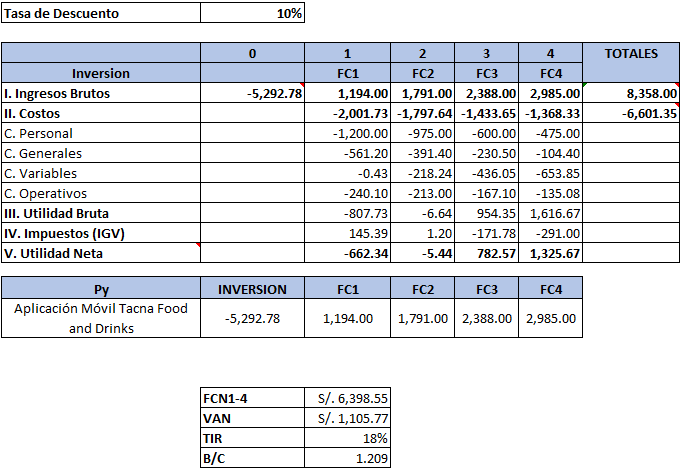 Tasa de Descuento 10%
0 1 2 3 4 TOTALES
Inversion FC1 FC2 FC3 FC4
I. Ingresos Brutos -5,292.78 1,194.00 1,791.00 2,388.00 2,985.00 8,358.00
II. Costos -2,001.73 -1,797.64 -1,433.65 -1,368.33 -6,601.35
C. Personal -1,200.00 -975.00 -600.00 -475.00
C. Generales -561.20 -391.40 -230.50 -104.40
C. Variables -0.43 -218.24 -436.05 -653.85
C. Operativos -240.10 -213.00 -167.10 -135.08
III. Utilidad Bruta -807.73 -6.64 954.35 1,616.67
IV. Impuestos (IGV) 145.39 1.20 -171.78 -291.00
V. Utilidad Neta -662.34 -5.44 782.57 1,325.67
Py INVERSION FC1 FC2 FC3 FC4
Aplicación Móvil Tacna Food
and Drinks -5,292.78 1,194.00 1,791.00 2,388.00 2,985.00
FCN1-4 S/. 6,398.55
VAN S/. 1,105.77
TIR 18%
B/C 1.209